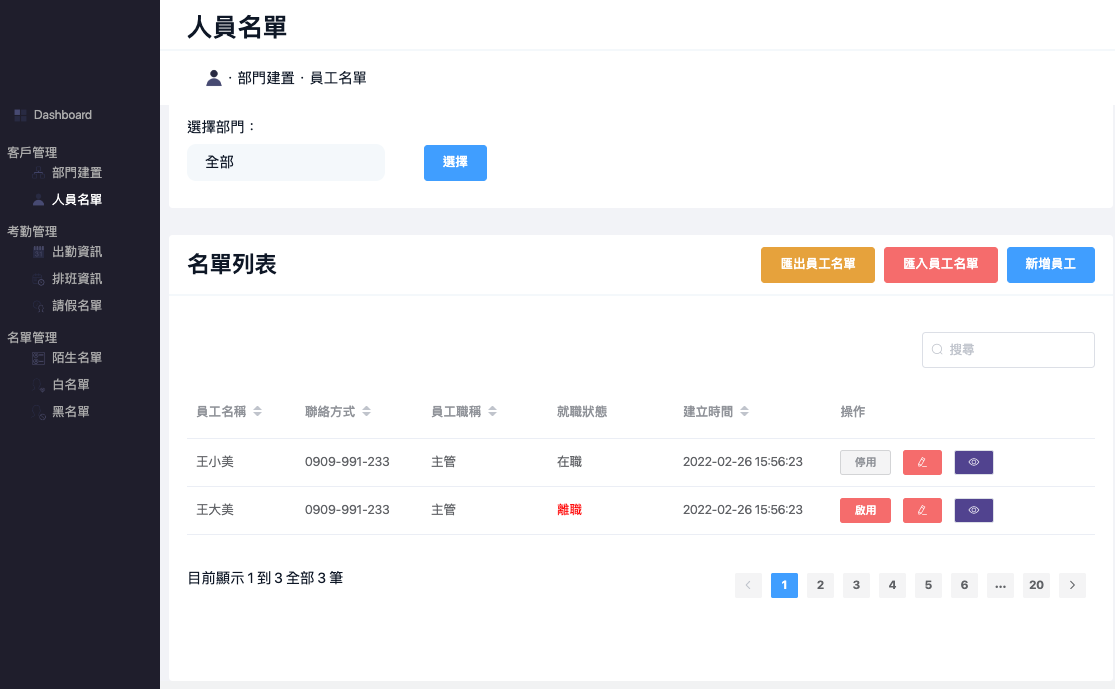 人員名單
· 部門建置 · 員工名單
Dashboard
客戶管理
部門建置
人員名單
考勤管理
出勤資訊
排班資訊
請假名單
名單管理
陌生名單
白名單
黑名單
選擇部門：
全部 選擇
名單列表 匯出員工名單 匯入員工名單 新增員工
搜尋
員工名稱 聯絡方式 員工職稱 就職狀態 建立時間 操作
王小美 0909-991-233 主管 在職 2022-02-26 15:56:23 停用
王大美 0909-991-233 主管 離職 2022-02-26 15:56:23 啟用
目前顯示 1 到 3 全部 3 筆
1 2 3 4 5 6 ... 20